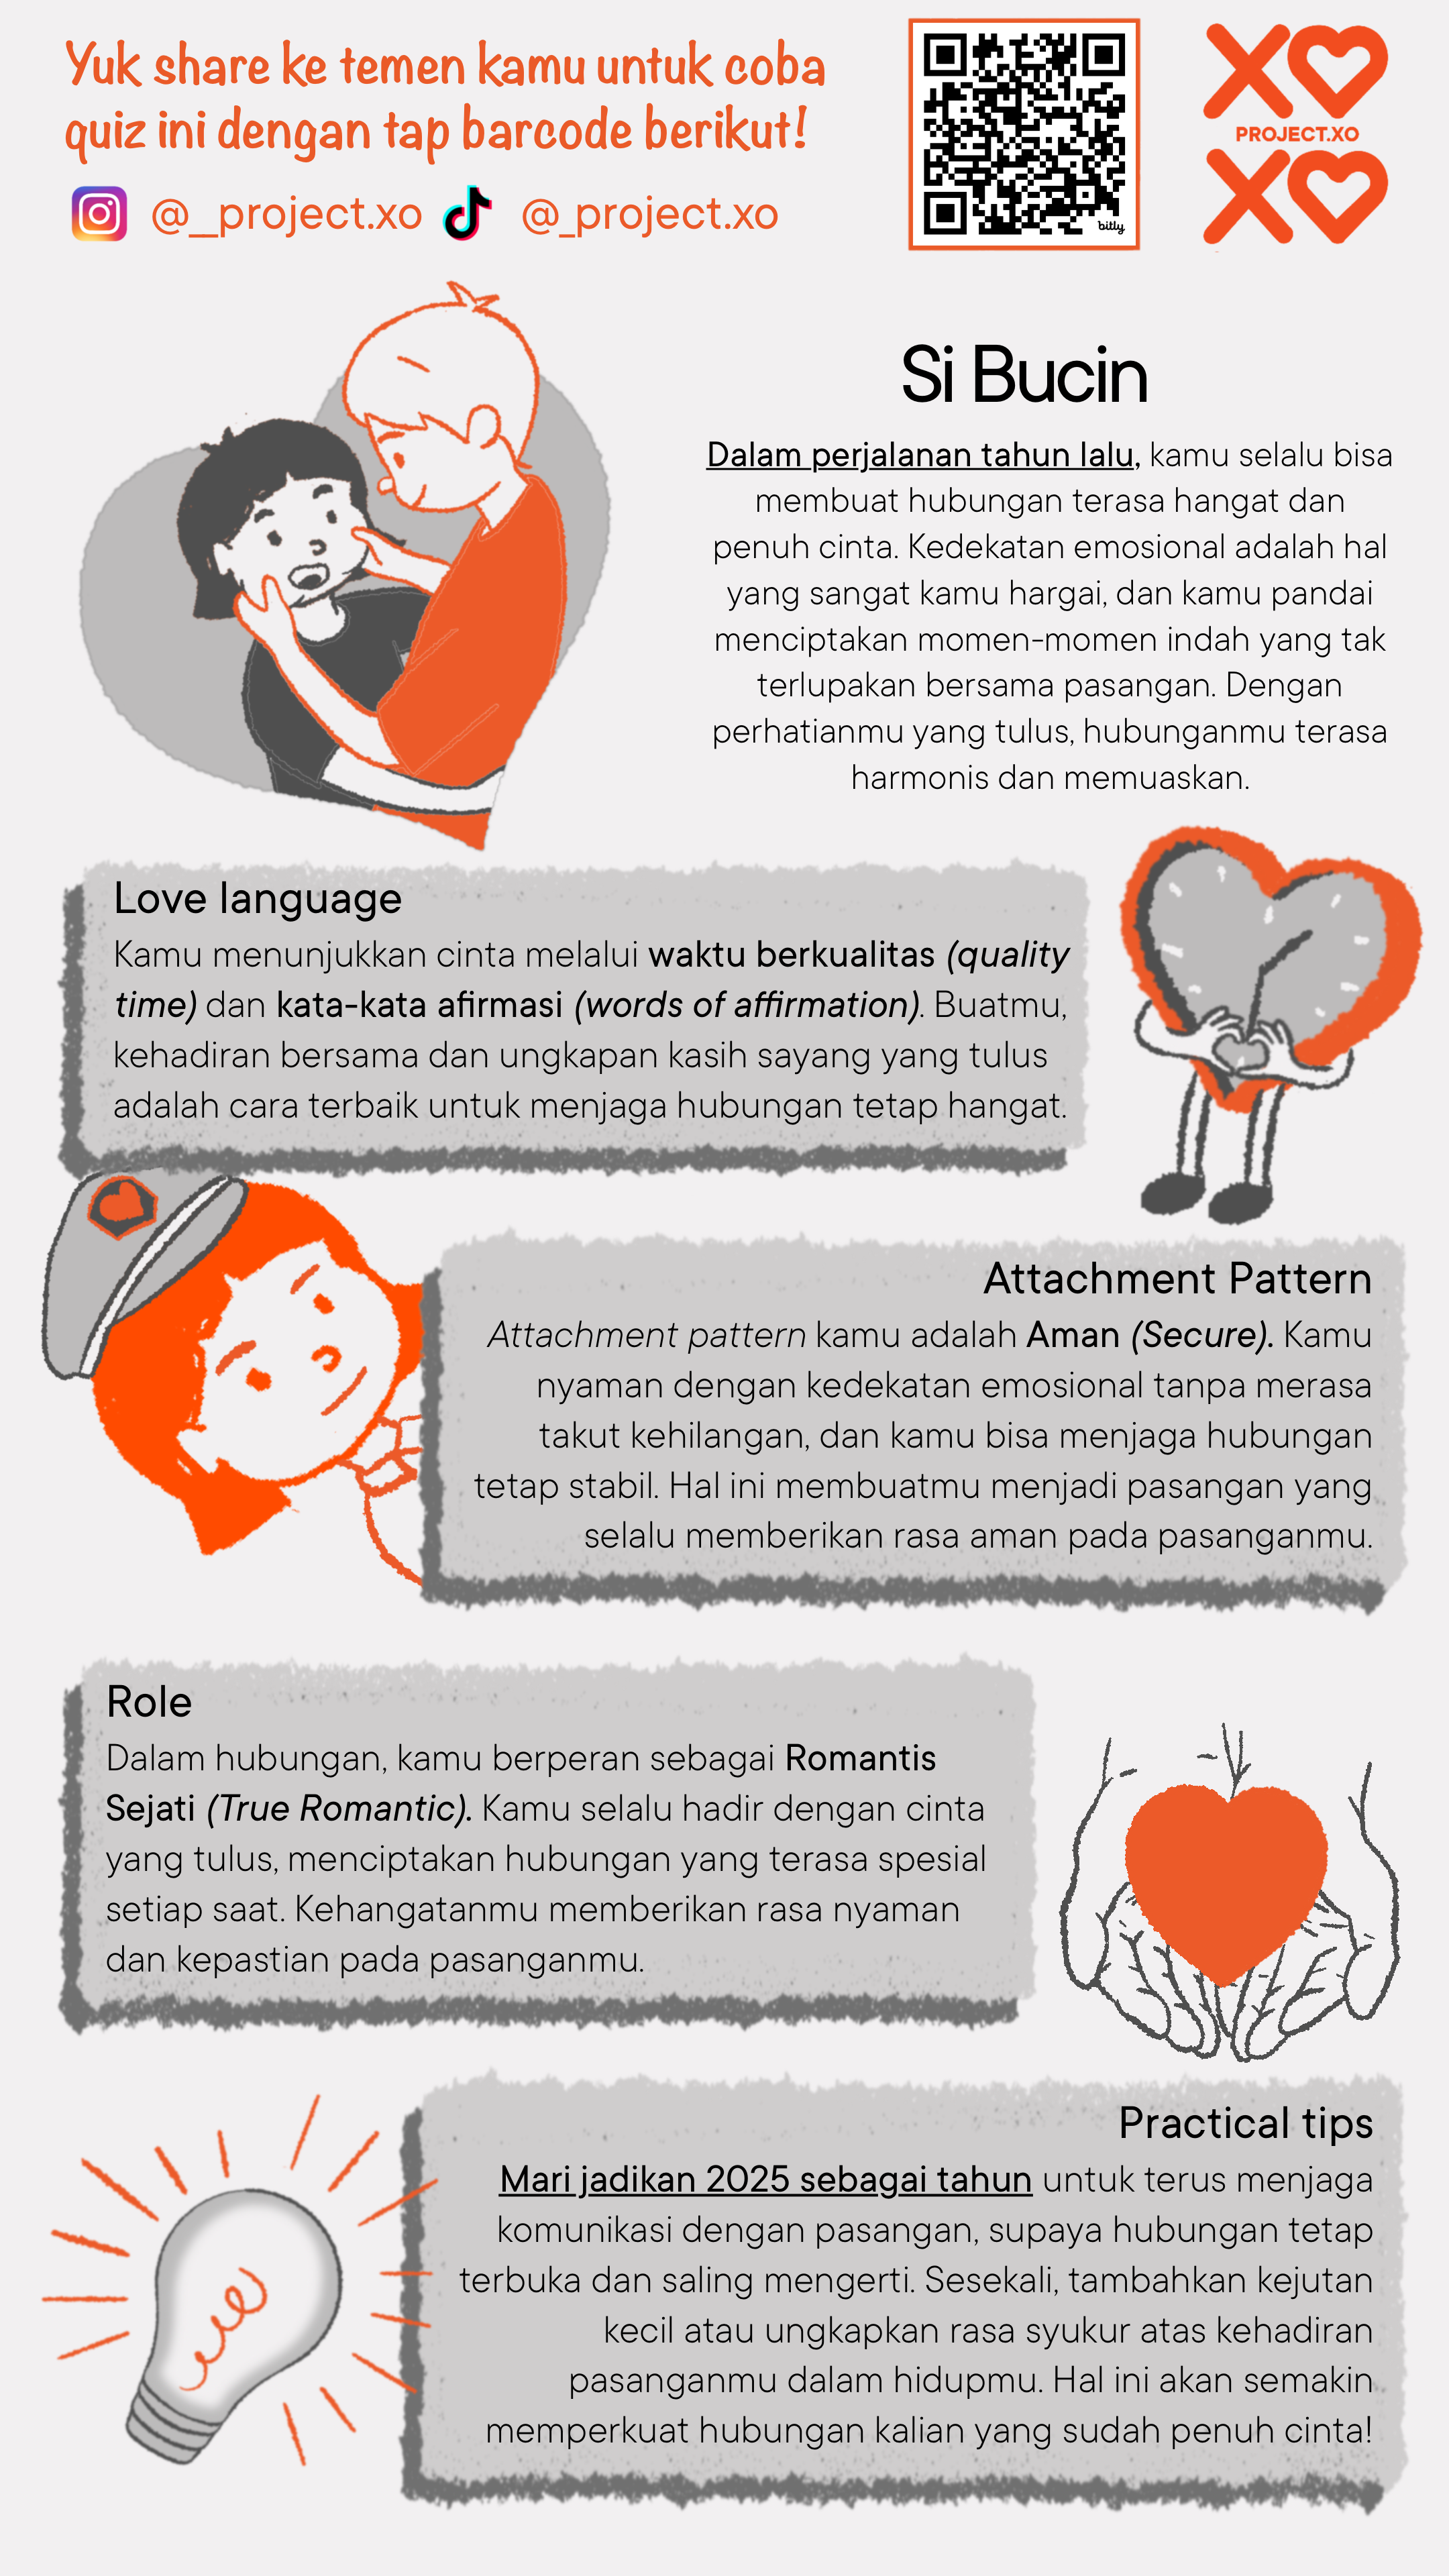 Yuk share ke temen kamu untuk coba
quiz ini dengan tap barcode berikut!
@__project.xo @_project.xo
bitly
XO
PROJECT.XO
XO
Si Bucin
Dalam perjalanan tahun lalu, kamu selalu bisa
membuat hubungan terasa hangat dan
penuh cinta. Kedekatan emosional adalah hal
yang sangat kamu hargai, dan kamu pandai
menciptakan momen-momen indah yang tak
terlupakan bersama pasangan. Dengan
perhatianmu yang tulus, hubunganmu terasa
harmonis dan memuaskan.
Love language
Kamu menunjukkan cinta melalui waktu berkualitas (quality
time) dan kata-kata afirmasi (words of affirmation). Buatmu,
kehadiran bersama dan ungkapan kasih sayang yang tulus
adalah cara terbaik untuk menjaga hubungan tetap hangat.
Attachment Pattern
Attachment pattern kamu adalah Aman (Secure). Kamu
nyaman dengan kedekatan emosional tanpa merasa
takut kehilangan, dan kamu bisa menjaga hubungan
tetap stabil. Hal ini membuatmu menjadi pasangan yang
selalu memberikan rasa aman pada pasanganmu.
Role
Dalam hubungan, kamu berperan sebagai Romantis
Sejati (True Romantic). Kamu selalu hadir dengan cinta
yang tulus, menciptakan hubungan yang terasa spesial
setiap saat. Kehangatanmu memberikan rasa nyaman
dan kepastian pada pasanganmu.
Practical tips
Mari jadikan 2025 sebagai tahun untuk terus menjaga
komunikasi dengan pasangan, supaya hubungan tetap
terbuka dan saling mengerti. Sesekali, tambahkan kejutan
kecil atau ungkapkan rasa syukur atas kehadiran
pasanganmu dalam hidupmu. Hal ini akan semakin
memperkuat hubungan kalian yang sudah penuh cinta!